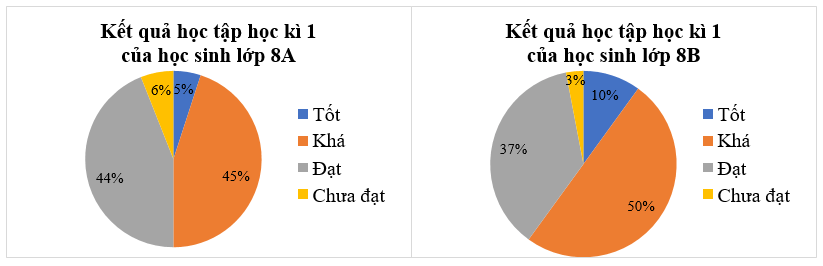 Kết quả học tập học kì 1
của học sinh lớp 8A
6%
5%
45%
44%
Tốt
Khá
Đạt
Chưa đạt
Kết quả học tập học kì 1
của học sinh lớp 8B
3%
10%
37%
50%
Tốt
Khá
Đạt
Chưa đạt